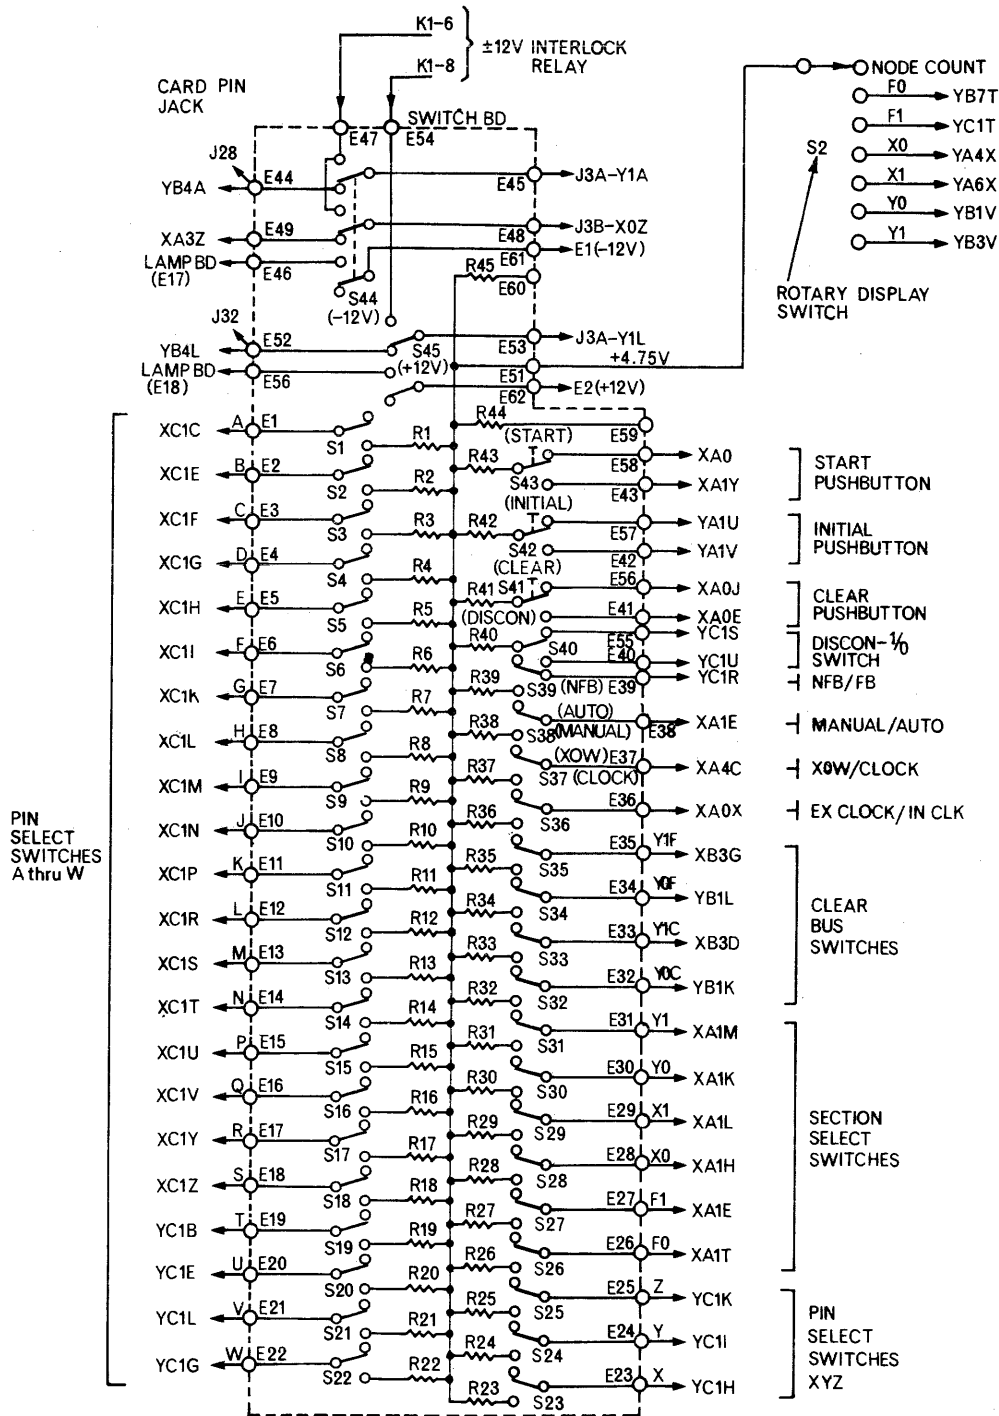 K1-6
K1-8
±12V INTERLOCK
RELAY
CARD PIN
JACK
SWITCH BD
E47
E54
NODE COUNT
F0
YB7T
F1
YC1T
S2
X0
YA4X
X1
YA6X
Y0
YB1V
Y1
YB3V
ROTARY DISPLAY
SWITCH
J28
YB4A
E44
E45
J3A-Y1A
XA3Z
E49
E48
J3B-X0Z
LAMP BD
(E17)
E46
E61
E1(-12V)
S44
(-12V)
R45
E60
J32
YB4L
E52
S45
(+12V)
E53
J3A-Y1L
+4.75V
LAMP BD
(E18)
E56
E51
E62
E2(+12V)
PIN
SELECT
SWITCHES
A thru W
XC1C A E1 S1 R1
XC1E B E2 S2 R2
XC1F C E3 S3 R3
XC1G D E4 S4 R4
XC1H E E5 S5 R5
XC1I F E6 S6 R6
XC1K G E7 S7 R7
XC1L H E8 S8 R8
XC1M I E9 S9 R9
XC1N J E10 S10 R10
XC1P K E11 S11 R11
XC1R L E12 S12 R12
XC1S M E13 S13 R13
XC1T N E14 S14 R14
XC1U P E15 S15 R15
XC1V Q E16 S16 R16
XC1Y R E17 S17 R17
XC1Z S E18 S18 R18
YC1B T E19 S19 R19
YC1E U E20 S20 R20
YC1L V E21 S21 R21
YC1G W E22 S22 R22
R44 E59
(START)
R43 S43 E58 XA0
E43 XA1Y
START
PUSHBUTTON
(INITIAL)
R42 S42 E57 YA1U
E42 YA1V
INITIAL
PUSHBUTTON
(CLEAR)
R41 S41 E56 XA0J
E41 XA0E
CLEAR
PUSHBUTTON
(DISCON)
R40 S40 E55 YC1S
E40 YC1U
DISCON-1/0
SWITCH
R39 S39 (NFB) E39 YC1R
NFB/FB
(AUTO)
R38 S38 (MANUAL) E38 XA1E
MANUAL/AUTO
(XOW)
R37 S37 (CLOCK) E37 XA4C
X0W/CLOCK
R36 S36 E36 XA0X
EX CLOCK/IN CLK
R35 S35 E35 Y1F XB3G
R34 S34 E34 Y0F YB1L
R33 S33 E33 Y1C XB3D
R32 S32 E32 Y0C YB1K
CLEAR
BUS
SWITCHES
R31 S31 E31 Y1 XA1M
R30 S30 E30 Y0 XA1K
R29 S29 E29 X1 XA1L
R28 S28 E28 X0 XA1H
R27 S27 E27 F1 XA1E
R26 S26 E26 F0 XA1T
SECTION
SELECT
SWITCHES
R25 S25 E25 Z YC1K
R24 S24 E24 Y YC1I
R23 S23 E23 X YC1H
PIN
SELECT
SWITCHES
XYZ